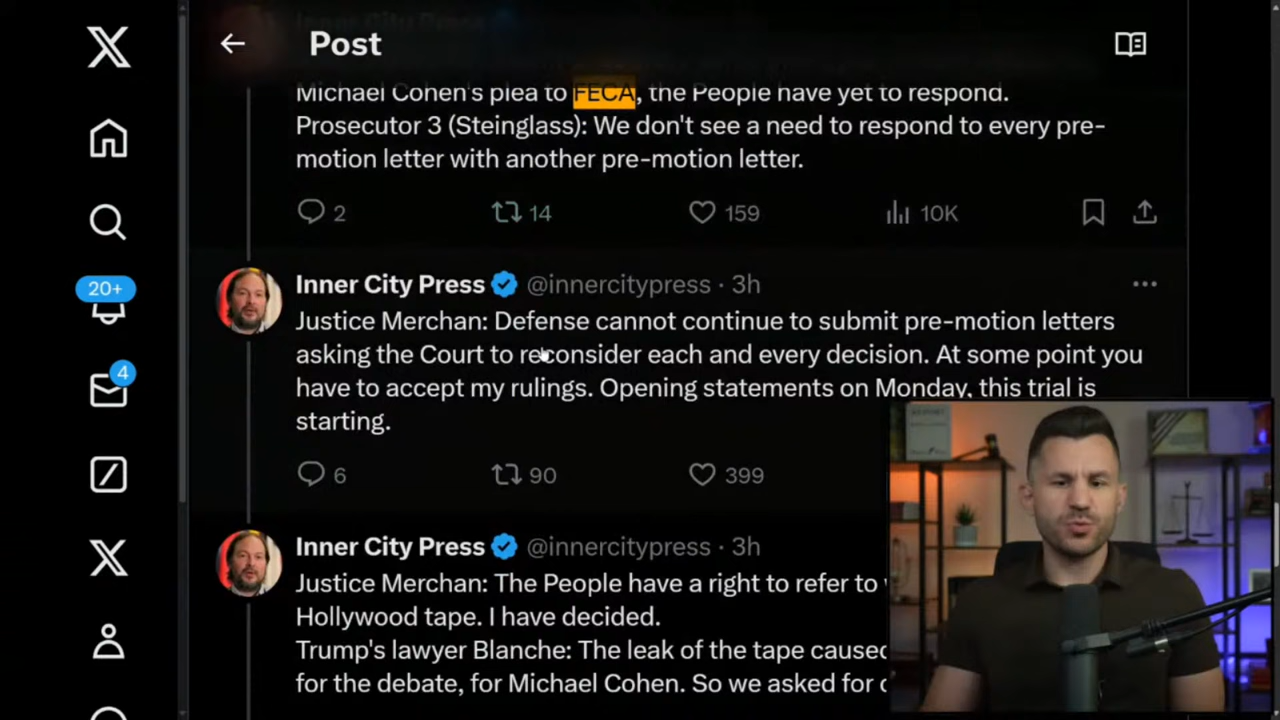 Post
Michael Cohen's plea to FECA, the People have yet to respond.
Prosecutor 3 (Steinglass): We don't see a need to respond to every pre-
motion letter with another pre-motion letter.
2 14 159 10K
Inner City Press @innercitypress · 3h
20+
Justice Merchan: Defense cannot continue to submit pre-motion letters
asking the Court to reconsider each and every decision. At some point you
4
have to accept my rulings. Opening statements on Monday, this trial is
starting.
6 90 399
Inner City Press @innercitypress · 3h
Justice Merchan: The People have a right to refer to
Hollywood tape. I have decided.
Trump's lawyer Blanche: The leak of the tape caused
for the debate, for Michael Cohen. So we asked for